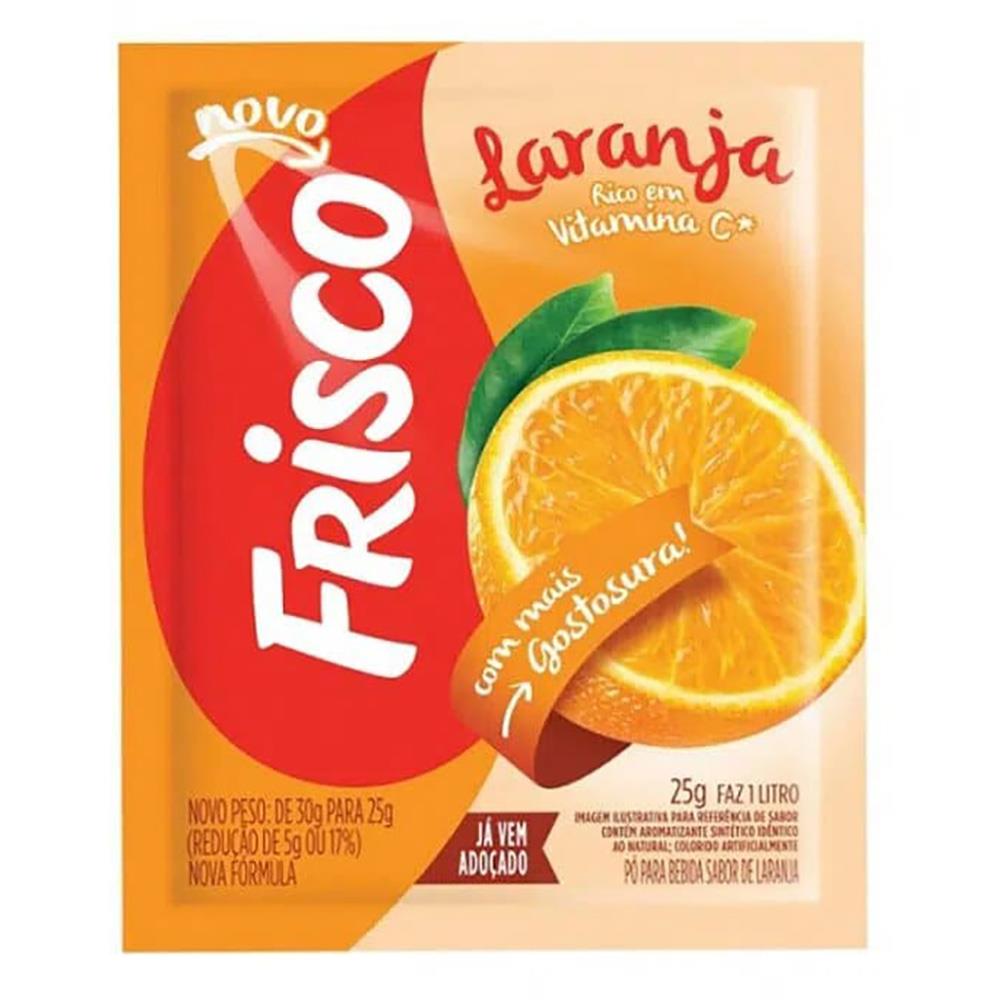 novo
Frisco
Laranja
Rico em
Vitamina C*
com mais
Gostosura!
NOVO PESO: DE 30g PARA 25g
(REDUÇÃO DE 5g OU 17%)
NOVA FÓRMULA
JÁ VEM
ADOÇADO
25g FAZ 1 LITRO
IMAGEM ILUSTRATIVA PARA REFERÊNCIA DE SABOR
CONTÉM AROMATIZANTE SINTÉTICO IDÊNTICO
AO NATURAL; COLORIDO ARTIFICIALMENTE
PÓ PARA BEBIDA SABOR DE LARANJA